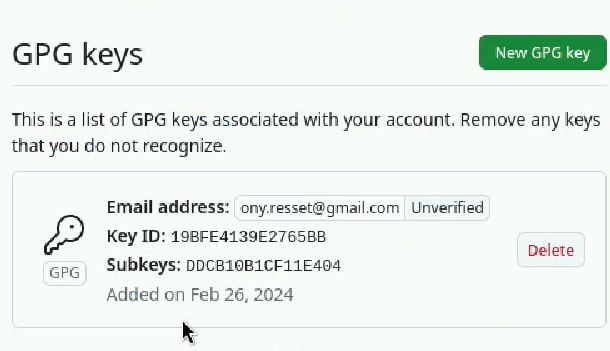 GPG keys
New GPG key
This is a list of GPG keys associated with your account. Remove any keys
that you do not recognize.
Email address: ony.resset@gmail.com Unverified
Key ID: 19BFE4139E2765BB
Subkeys: DDCB10B1CF11E404
Added on Feb 26, 2024
GPG
Delete